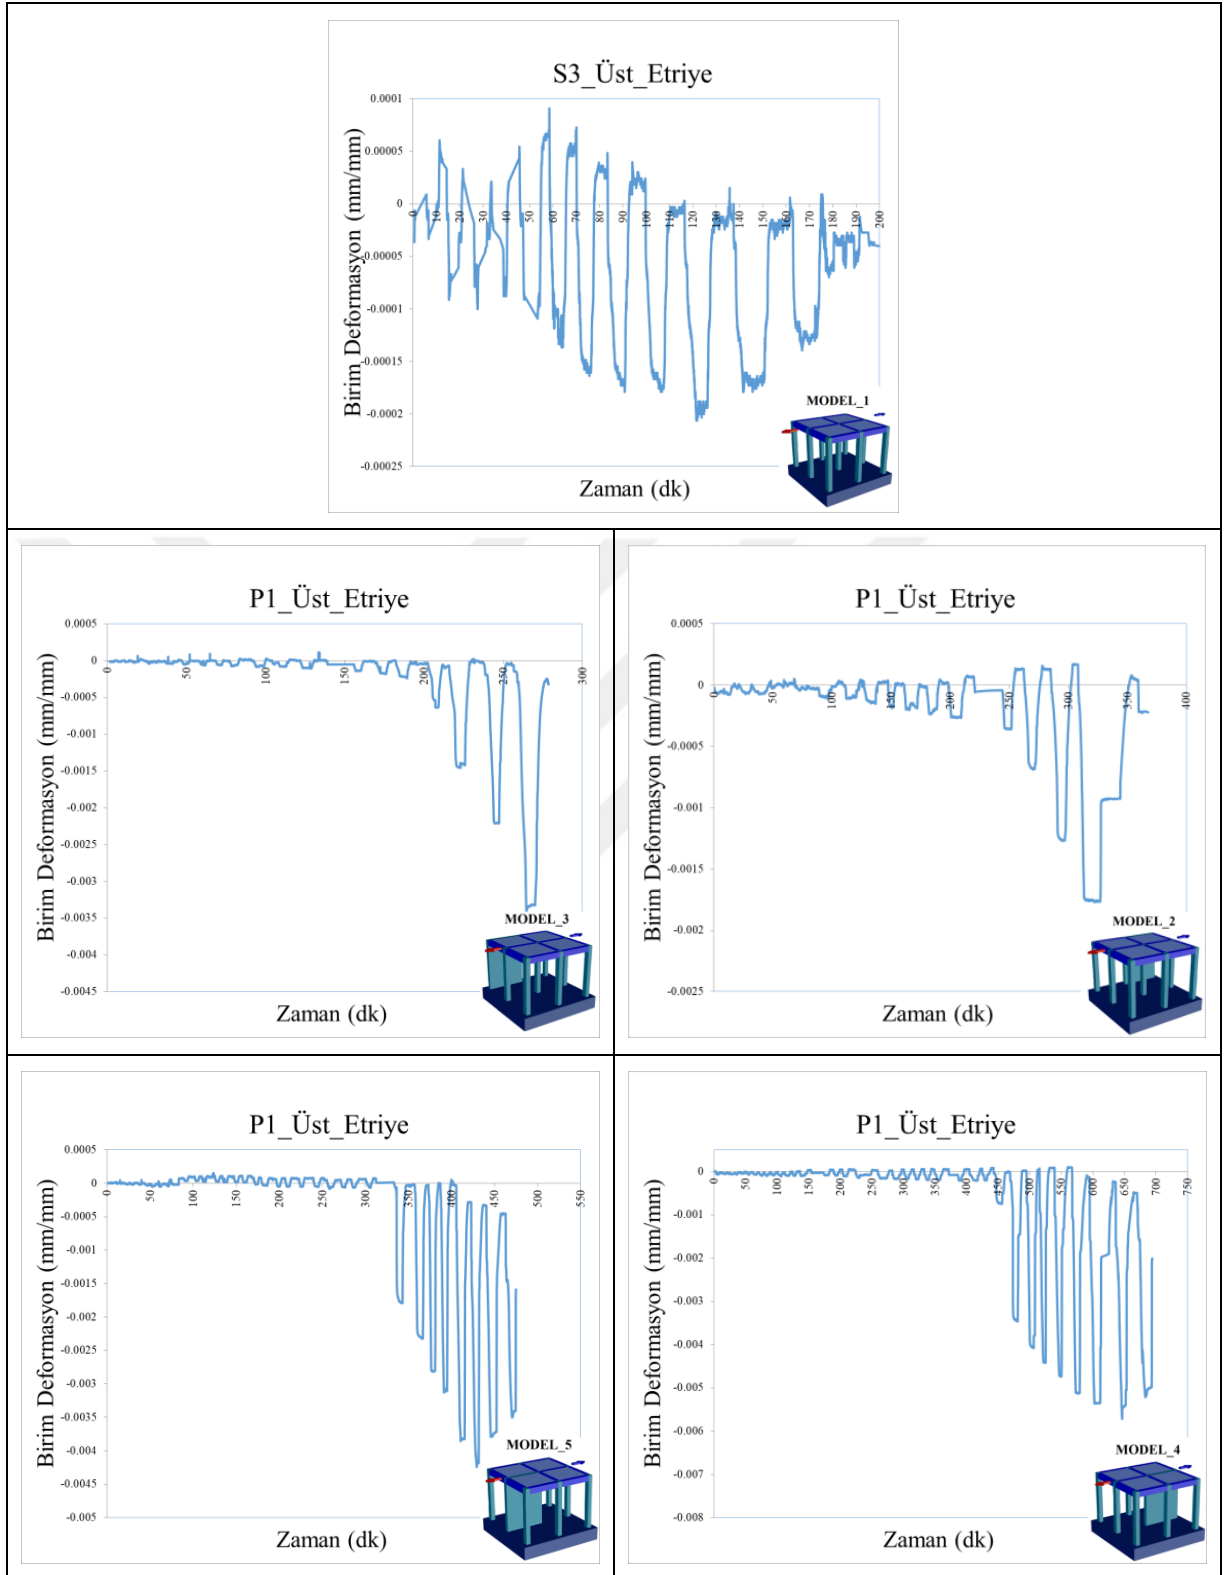 S3_Üst_Etriye
0.0001
0.00005
0
-0.00005
-0.0001
-0.00015
-0.0002
-0.00025
0 10 20 30 40 50 60 70 80 90 100 110 120 130 140 150 160 170 180 190 200
Birim Deformasyon (mm/mm)
Zaman (dk)
MODEL_1
P1_Üst_Etriye
0.0005
0
-0.0005
-0.001
-0.0015
-0.002
-0.0025
-0.003
-0.0035
-0.004
-0.0045
0 50 100 150 200 250 300
Birim Deformasyon (mm/mm)
Zaman (dk)
MODEL_3
P1_Üst_Etriye
0.0005
0
-0.0005
-0.001
-0.0015
-0.002
-0.0025
0 50 100 150 200 250 300 350 400
Birim Deformasyon (mm/mm)
Zaman (dk)
MODEL_2
P1_Üst_Etriye
0.0005
0
-0.0005
-0.001
-0.0015
-0.002
-0.0025
-0.003
-0.0035
-0.004
-0.0045
-0.005
0 50 100 150 200 250 300 350 400 450 500 550
Birim Deformasyon (mm/mm)
Zaman (dk)
MODEL_5
P1_Üst_Etriye
0
-0.001
-0.002
-0.003
-0.004
-0.005
-0.006
-0.007
-0.008
0 50 100 150 200 250 300 350 400 450 500 550 600 650 700 750
Birim Deformasyon (mm/mm)
Zaman (dk)
MODEL_4